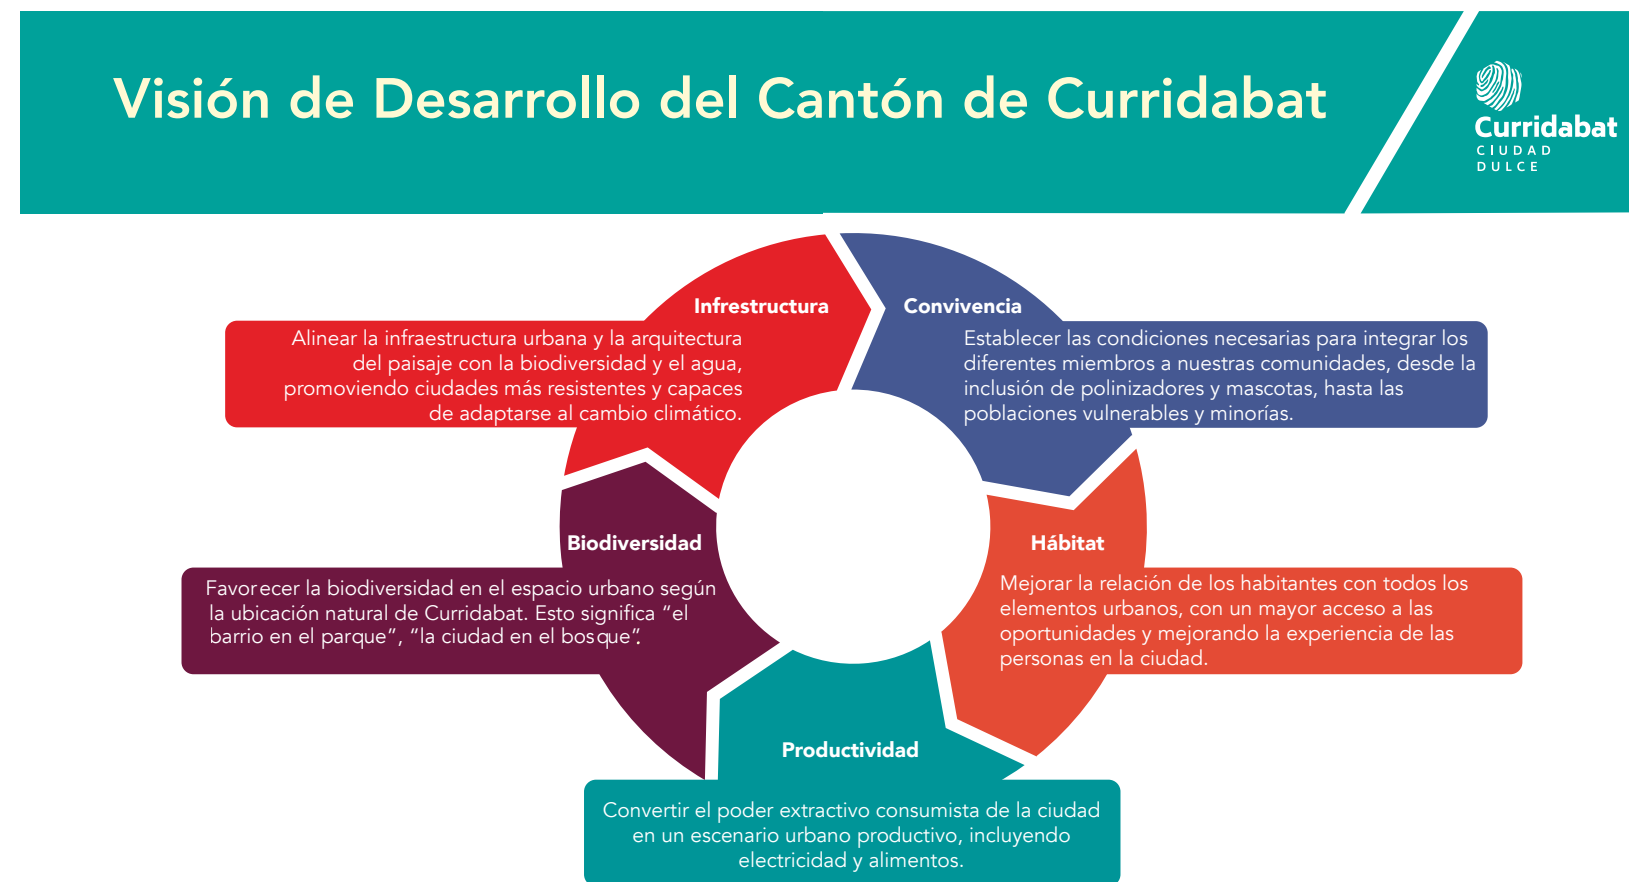 Visión de Desarrollo del Cantón de Curridabat
Curridabat
CIUDAD
DULCE
Infrestructura
Alinear la infraestructura urbana y la arquitectura
del paisaje con la biodiversidad y el agua,
promoviendo ciudades más resistentes y capaces
de adaptarse al cambio climático.
Convivencia
Establecer las condiciones necesarias para integrar los
diferentes miembros a nuestras comunidades, desde la
inclusión de polinizadores y mascotas, hasta las
poblaciones vulnerables y minorías.
Biodiversidad
Favorecer la biodiversidad en el espacio urbano según
la ubicación natural de Curridabat. Esto significa “el
barrio en el parque”, “la ciudad en el bosque”.
Hábitat
Mejorar la relación de los habitantes con todos los
elementos urbanos, con un mayor acceso a las
oportunidades y mejorando la experiencia de las
personas en la ciudad.
Productividad
Convertir el poder extractivo consumista de la ciudad
en un escenario urbano productivo, incluyendo
electricidad y alimentos.